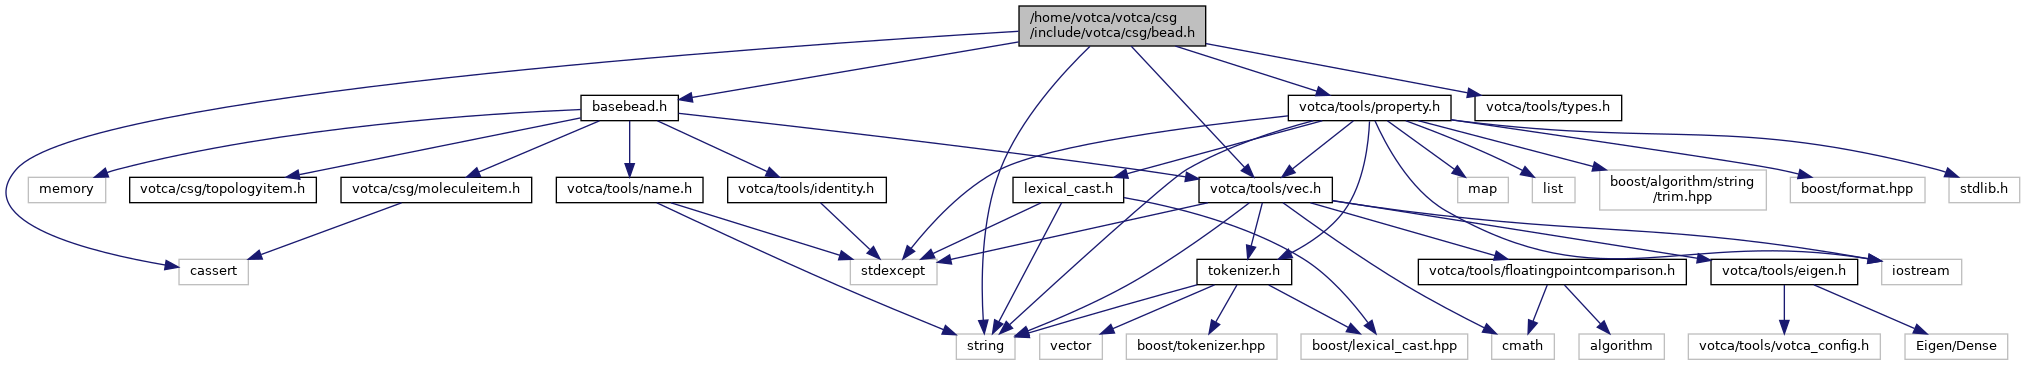 /home/votca/votca/csg
/include/votca/csg/bead.h
basebead.h
votca/tools/property.h
votca/tools/types.h
memory
votca/csg/topologyitem.h
votca/csg/moleculeitem.h
votca/tools/name.h
votca/tools/identity.h
lexical_cast.h
votca/tools/vec.h
map
list
boost/algorithm/string
/trim.hpp
boost/format.hpp
stdlib.h
cassert
stdexcept
tokenizer.h
votca/tools/floatingpointcomparison.h
votca/tools/eigen.h
iostream
string
vector
boost/tokenizer.hpp
boost/lexical_cast.hpp
cmath
algorithm
votca/tools/votca_config.h
Eigen/Dense